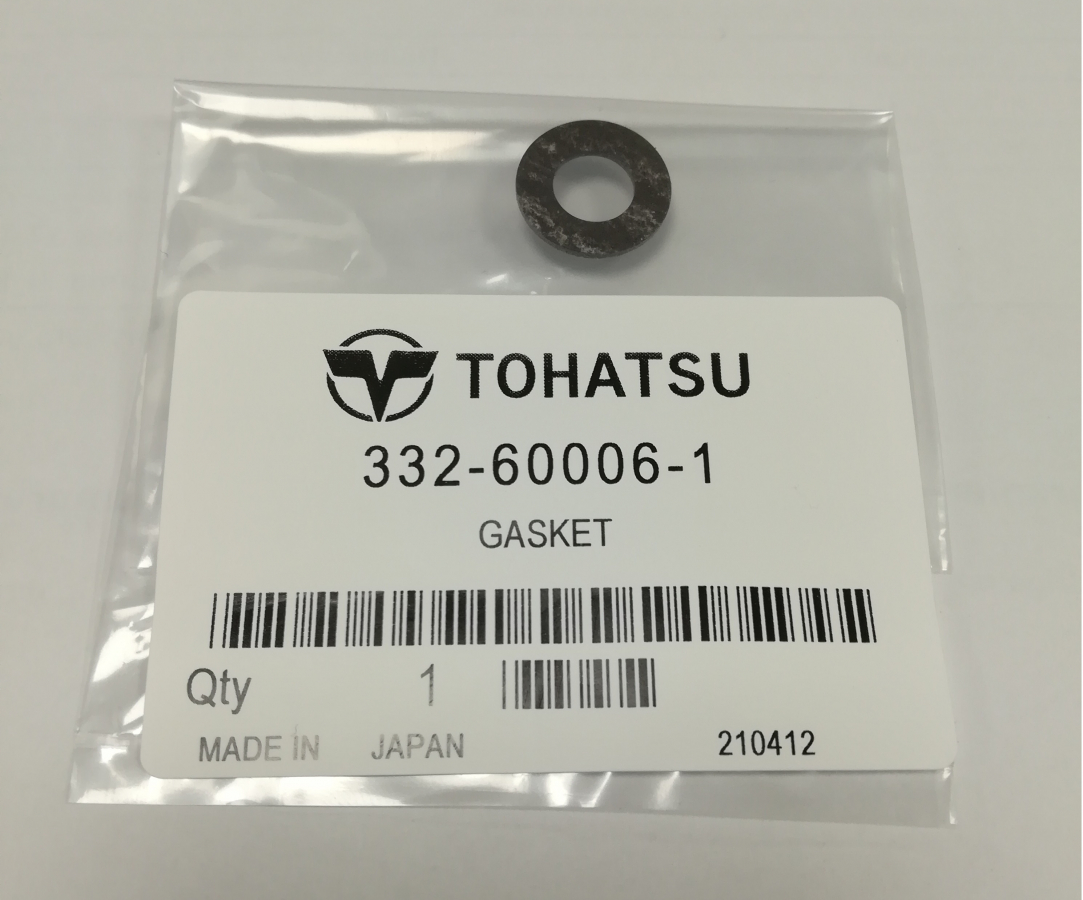 TOHATSU
332-60006-1
GASKET
Qty 1
MADE IN JAPAN 210412